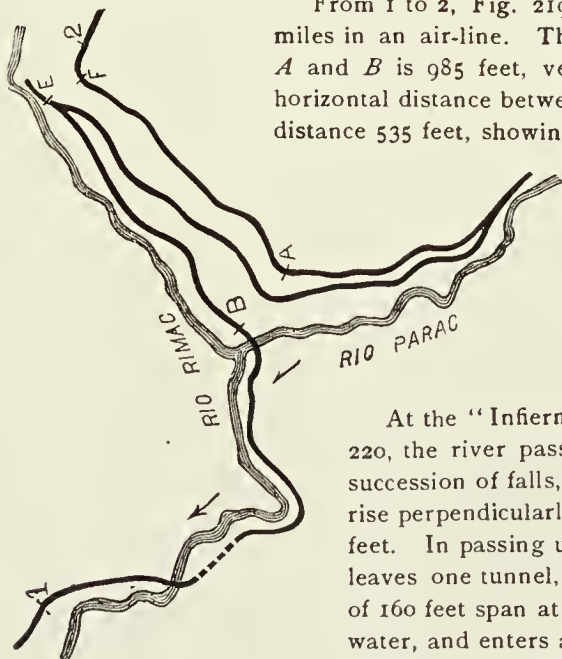 From 1 to 2, Fig. 219
miles in an air-line. Th
A and B is 985 feet, ve
horizontal distance betwe
distance 535 feet, showin
2
F
E
A
B
RIO RIMAC
RIO PARAC
1
At the “Infiern
220, the river pass
succession of falls,
rise perpendicularl
feet. In passing u
leaves one tunnel,
of 160 feet span at
water, and enters a